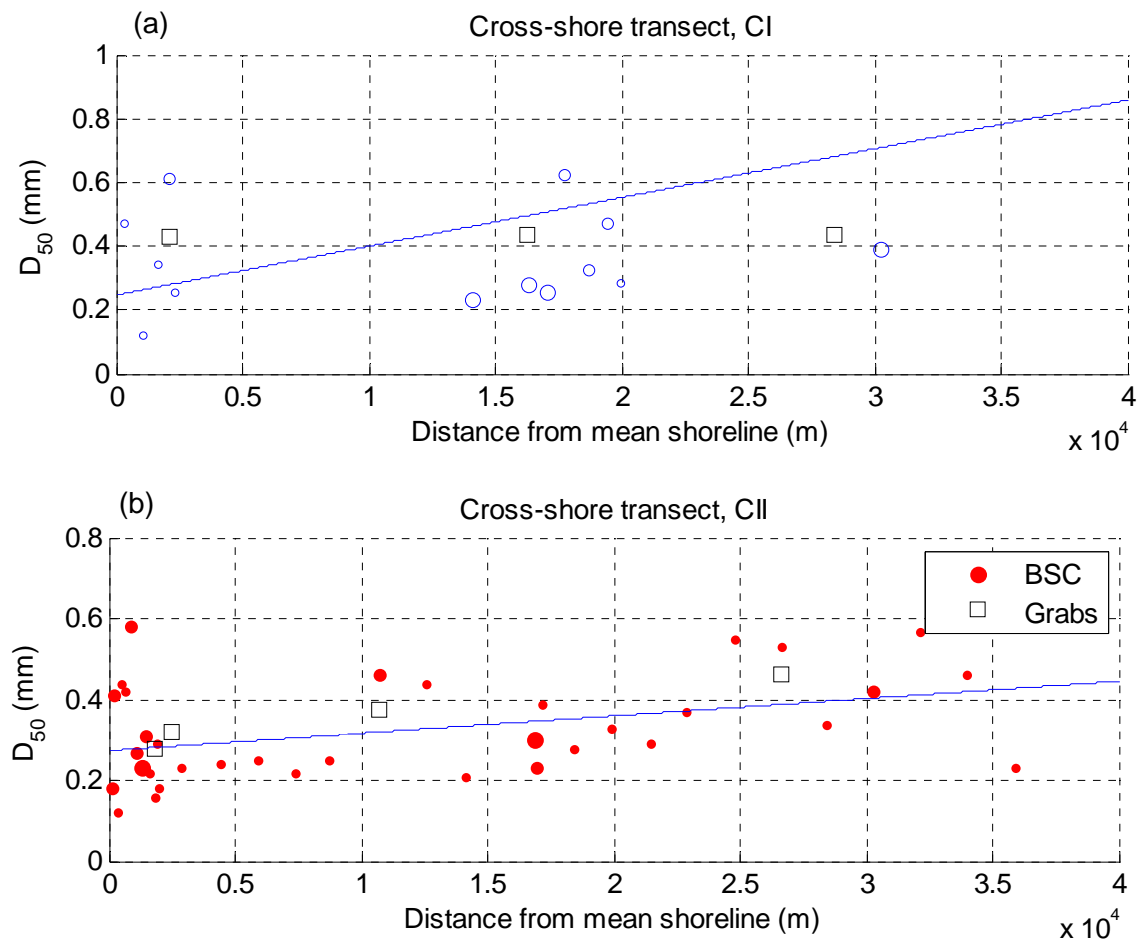 (a)
Cross-shore transect, CI
1
0.8
0.6
0.4
0.2
0
D50 (mm)
0 0.5 1 1.5 2 2.5 3 3.5 4
Distance from mean shoreline (m)
x 10^4
(b)
Cross-shore transect, CII
0.8
0.6
0.4
0.2
0
D50 (mm)
BSC
Grabs
0 0.5 1 1.5 2 2.5 3 3.5 4
Distance from mean shoreline (m)
x 10^4